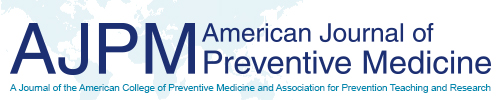 AJPM American Journal of
Preventive Medicine
A Journal of the American College of Preventive Medicine and Association for Prevention Teaching and Research